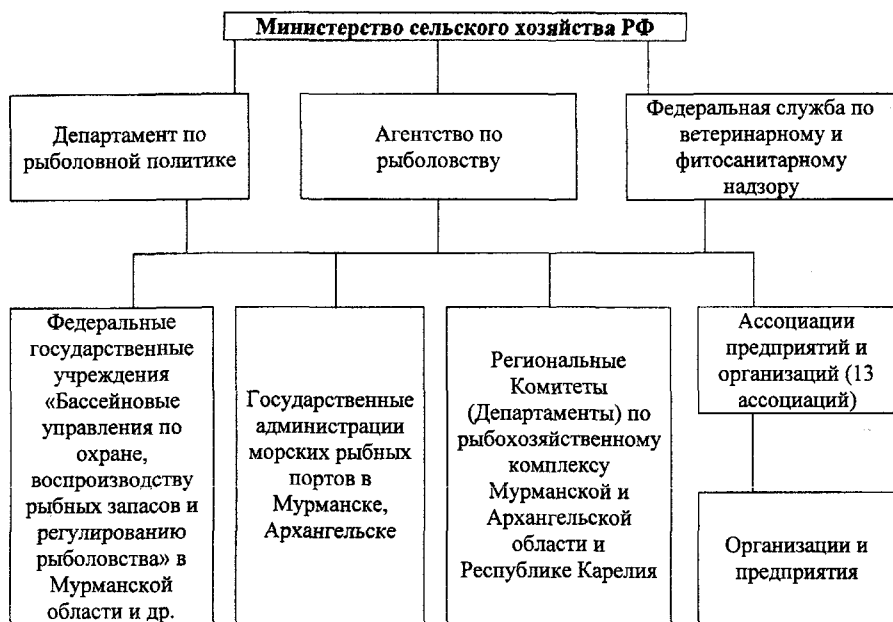 Министерство сельского хозяйства РФ
Департамент по
рыболовной политике
Агентство по
рыболовству
Федеральная служба по
ветеринарному и
фитосанитарному
надзору
Федеральные
государственные
учреждения
«Бассейновые
управления по
охране,
воспроизводству
рыбных запасов и
регулированию
рыболовства» в
Мурманской
области и др.
Государственные
администрации
морских рыбных
портов в
Мурманске,
Архангельске
Региональные
Комитеты
(Департаменты) по
рыбохозяйственному
комплексу
Мурманской и
Архангельской
области и
Республике Карелия
Ассоциации
предприятий и
организаций (13
ассоциаций)
Организации и
предприятия